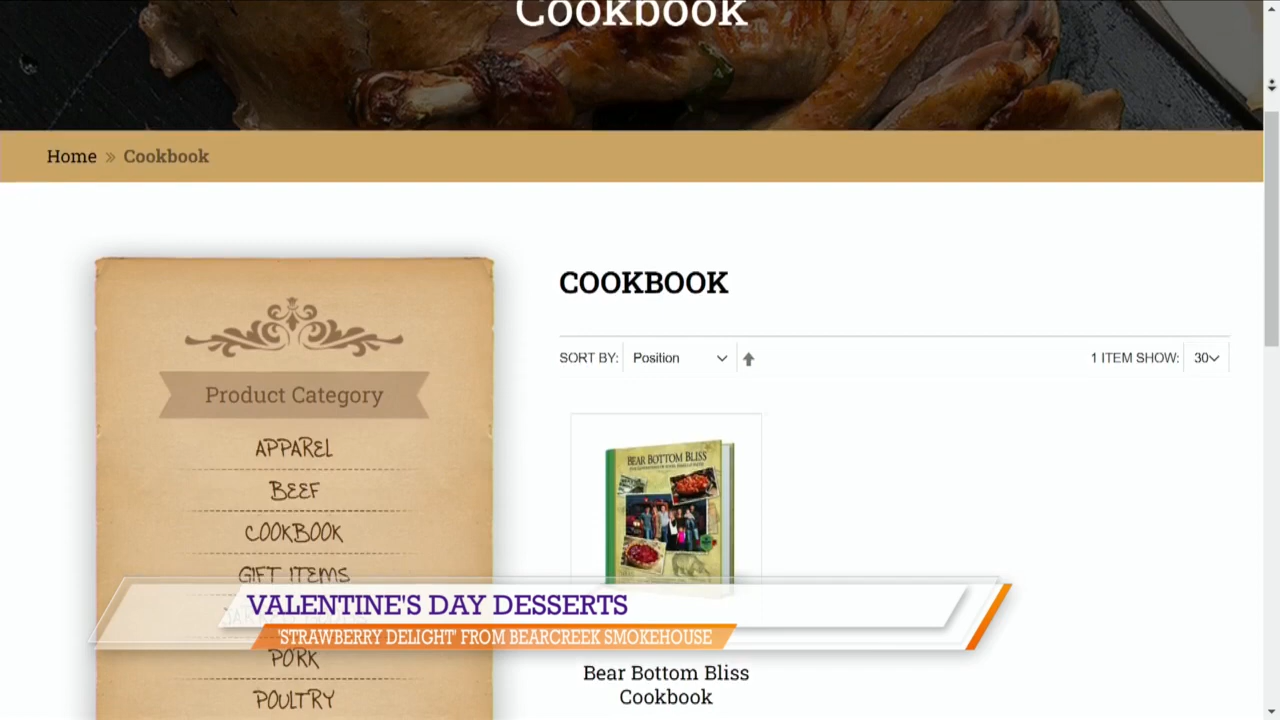 Cookbook
Home » Cookbook
COOKBOOK
SORT BY: Position
1 ITEM SHOW: 30
Product Category
APPAREL
BEEF
COOKBOOK
GIFT ITEMS
PORK
POULTRY
BEAR BOTTOM BLISS
VALENTINE'S DAY DESSERTS
'STRAWBERRY DELIGHT' FROM BEARCREEK SMOKEHOUSE
Bear Bottom Bliss
Cookbook